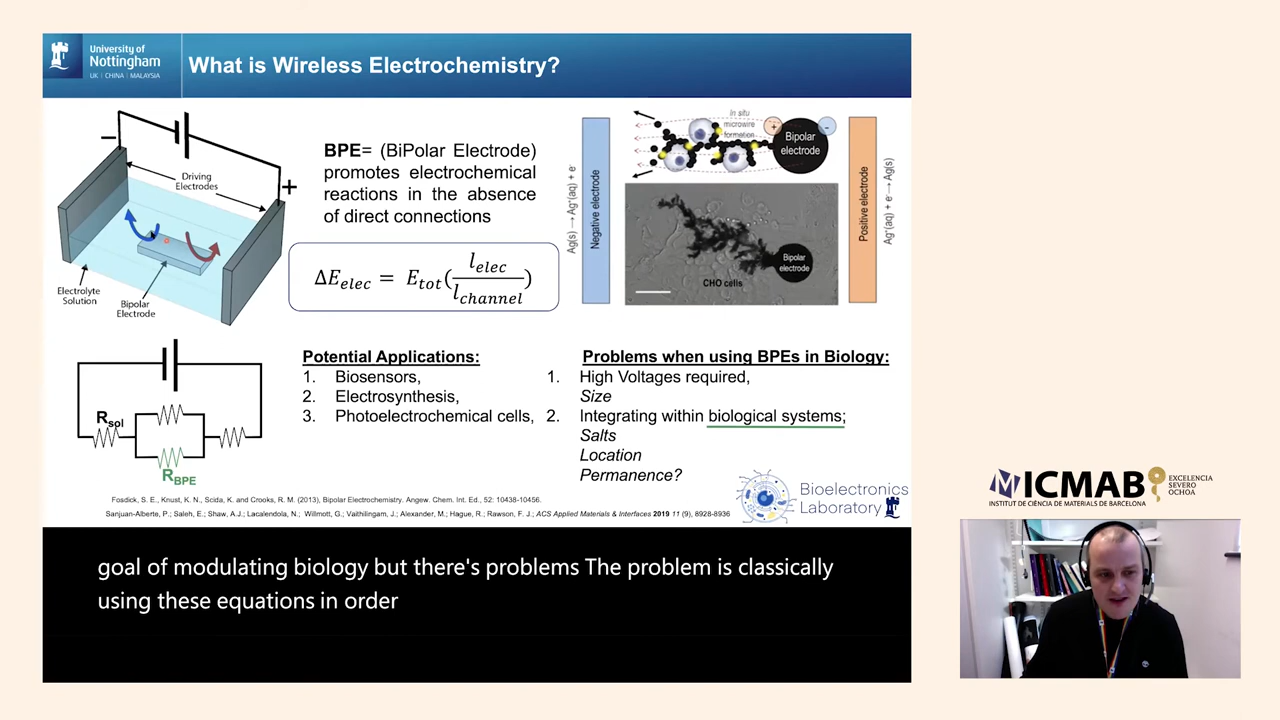 University of
Nottingham
UK | CHINA | MALAYSIA
What is Wireless Electrochemistry?
−
+
Driving
Electrodes
Electrolyte
Solution
Bipolar
Electrode
BPE= (BiPolar Electrode)
promotes electrochemical
reactions in the absence
of direct connections
ΔE_elec = E_tot(l_elec / l_channel)
Ag(s) → Ag⁺(aq) + e⁻
Negative electrode
In situ
microwire
formation
+
-
Bipolar
electrode
Bipolar
electrode
CHO cells
Positive electrode
Ag⁺(aq) + e⁻ → Ag(s)
R_sol
R_BPE
Potential Applications:
1. Biosensors,
2. Electrosynthesis,
3. Photoelectrochemical cells,
Problems when using BPEs in Biology:
1. High Voltages required,
Size
2. Integrating within biological systems;
Salts
Location
Permanence?
Fosdick, S. E., Knust, K. N., Scida, K. and Crooks, R. M. (2013), Bipolar Electrochemistry. Angew. Chem. Int. Ed., 52: 10438-10456.
Sanjuan-Alberte, P.; Saleh, E.; Shaw, A.J.; Lacalendola, N.; Willmott, G.; Vaithilingam, J.; Alexander, M.; Hague, R.; Rawson, F. J.; ACS Applied Materials & Interfaces 2019 11 (9), 8928-8936
Bioelectronics
Laboratory
goal of modulating biology but there's problems The problem is classically
using these equations in order
ICMAB
EXCELENCIA
SEVERO
OCHOA
INSTITUT DE CIÈNCIA DE MATERIALS DE BARCELONA